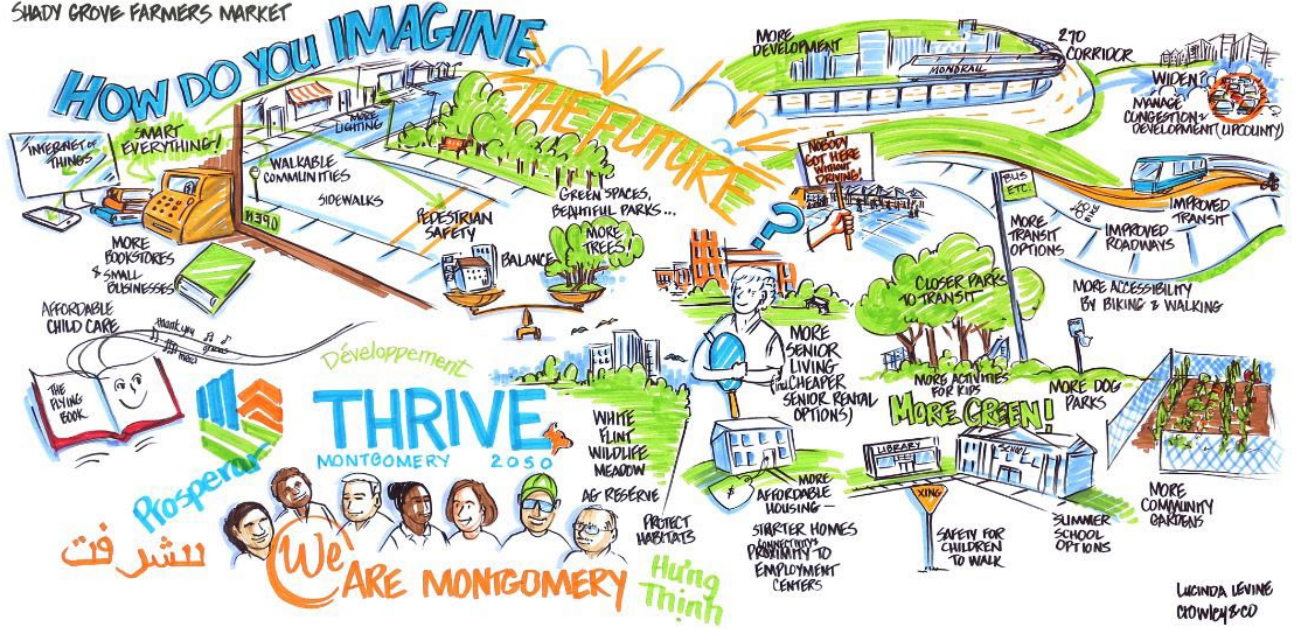 SHADY GROVE FARMERS MARKET
HOW DO YOU IMAGINE
THE FUTURE
INTERNET OF
THINGS
SMART
EVERYTHING!
MORE
LIGHTING
WALKABLE
COMMUNITIES
SIDEWALKS
OPEN
PEDESTRIAN
SAFETY
GREEN SPACES,
BEAUTIFUL PARKS...
MORE
BOOKSTORES
& SMALL
BUSINESSES
BALANCE
MORE
TREES!
MORE
DEVELOPMENT
MONORAIL
270
CORRIDOR
WIDEN?
MANAGE
CONGESTION &
DEVELOPMENT (UPCOUNTY)
NOBODY
GOT HERE
WITHOUT
DRIVING!
?
BUS
ETC.
MORE
TRANSIT
OPTIONS
BIKE
IMPROVED
ROADWAYS
IMPROVED
TRANSIT
MORE ACCESSIBILITY
BY BIKING & WALKING
CLOSER PARKS
TO TRANSIT
AFFORDABLE
CHILD CARE
thank you
gracias
merci
THE
FLYING
BOOK
Développement
THRIVE
MONTGOMERY 2050
Prosperar
We
ARE MONTGOMERY
Hưng
Thịnh
WHITE
FLINT
WILDLIFE
MEADOW
AG RESERVE
PROTECT
HABITATS
MORE
SENIOR
LIVING
(incl. CHEAPER
SENIOR RENTAL
OPTIONS)
$
MORE
AFFORDABLE
HOUSING —
STARTER HOMES
CONNECTIVITY &
PROXIMITY TO
EMPLOYMENT
CENTERS
MORE ACTIVITIES
FOR KIDS
MORE DOG
PARKS
MORE GREEN!
LIBRARY
SCHOOL
XING
SAFETY FOR
CHILDREN
TO WALK
SUMMER
SCHOOL
OPTIONS
MORE
COMMUNITY
GARDENS
LUCINDA LEVINE
CROWLEY & CO